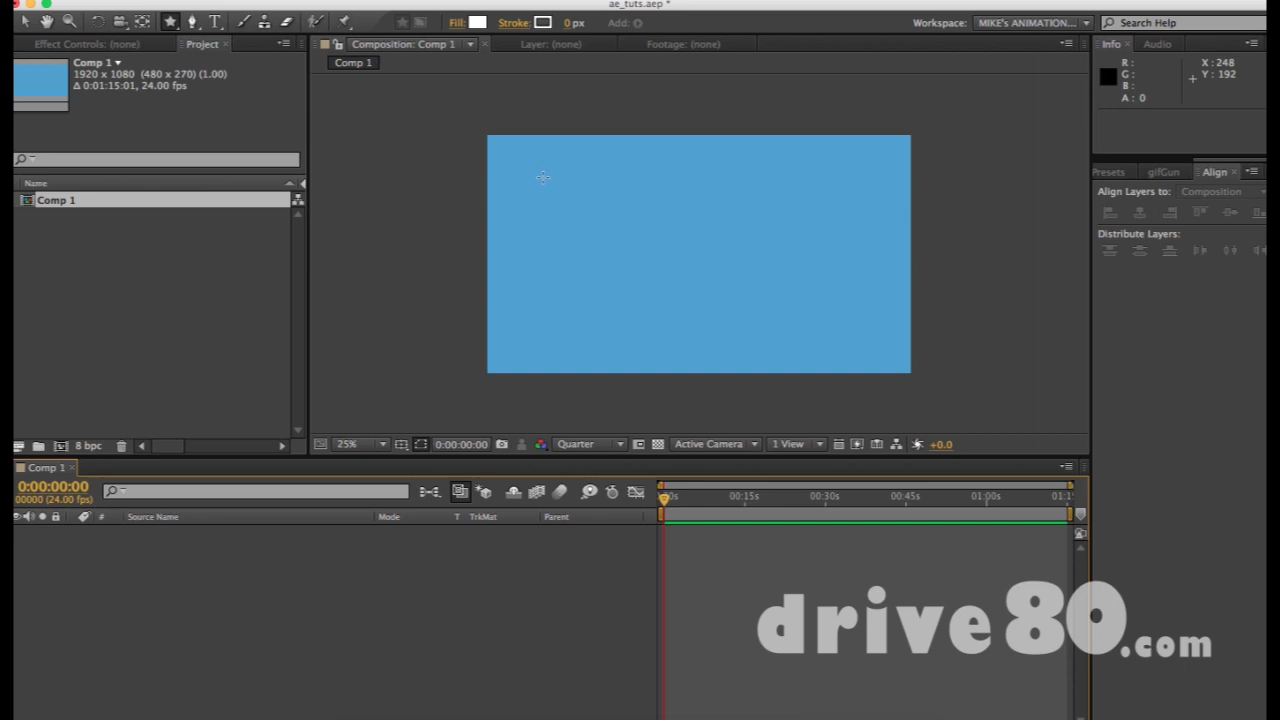 ae_tuts.aep *
Fill: Stroke: 0 px Add: Workspace: MIKE'S ANIMATION... Search Help
Effect Controls: (none) Project Composition: Comp 1 Layer: (none) Footage: (none) Info Audio
Comp 1
1920 x 1080 (480 x 270) (1.00)
Δ 0:01:15:01, 24.00 fps
Comp 1
R: X: 248
G: Y: 192
B:
A: 0
Presets gifGun Align
Align Layers to: Composition
Distribute Layers:
Name
Comp 1
8 bpc 25% 0:00:00:00 Quarter Active Camera 1 View +0.0
Comp 1
0:00:00:00
00000 (24.00 fps)
00:15s 00:30s 00:45s 01:00s
# Source Name Mode T TrkMat Parent
drive80.com